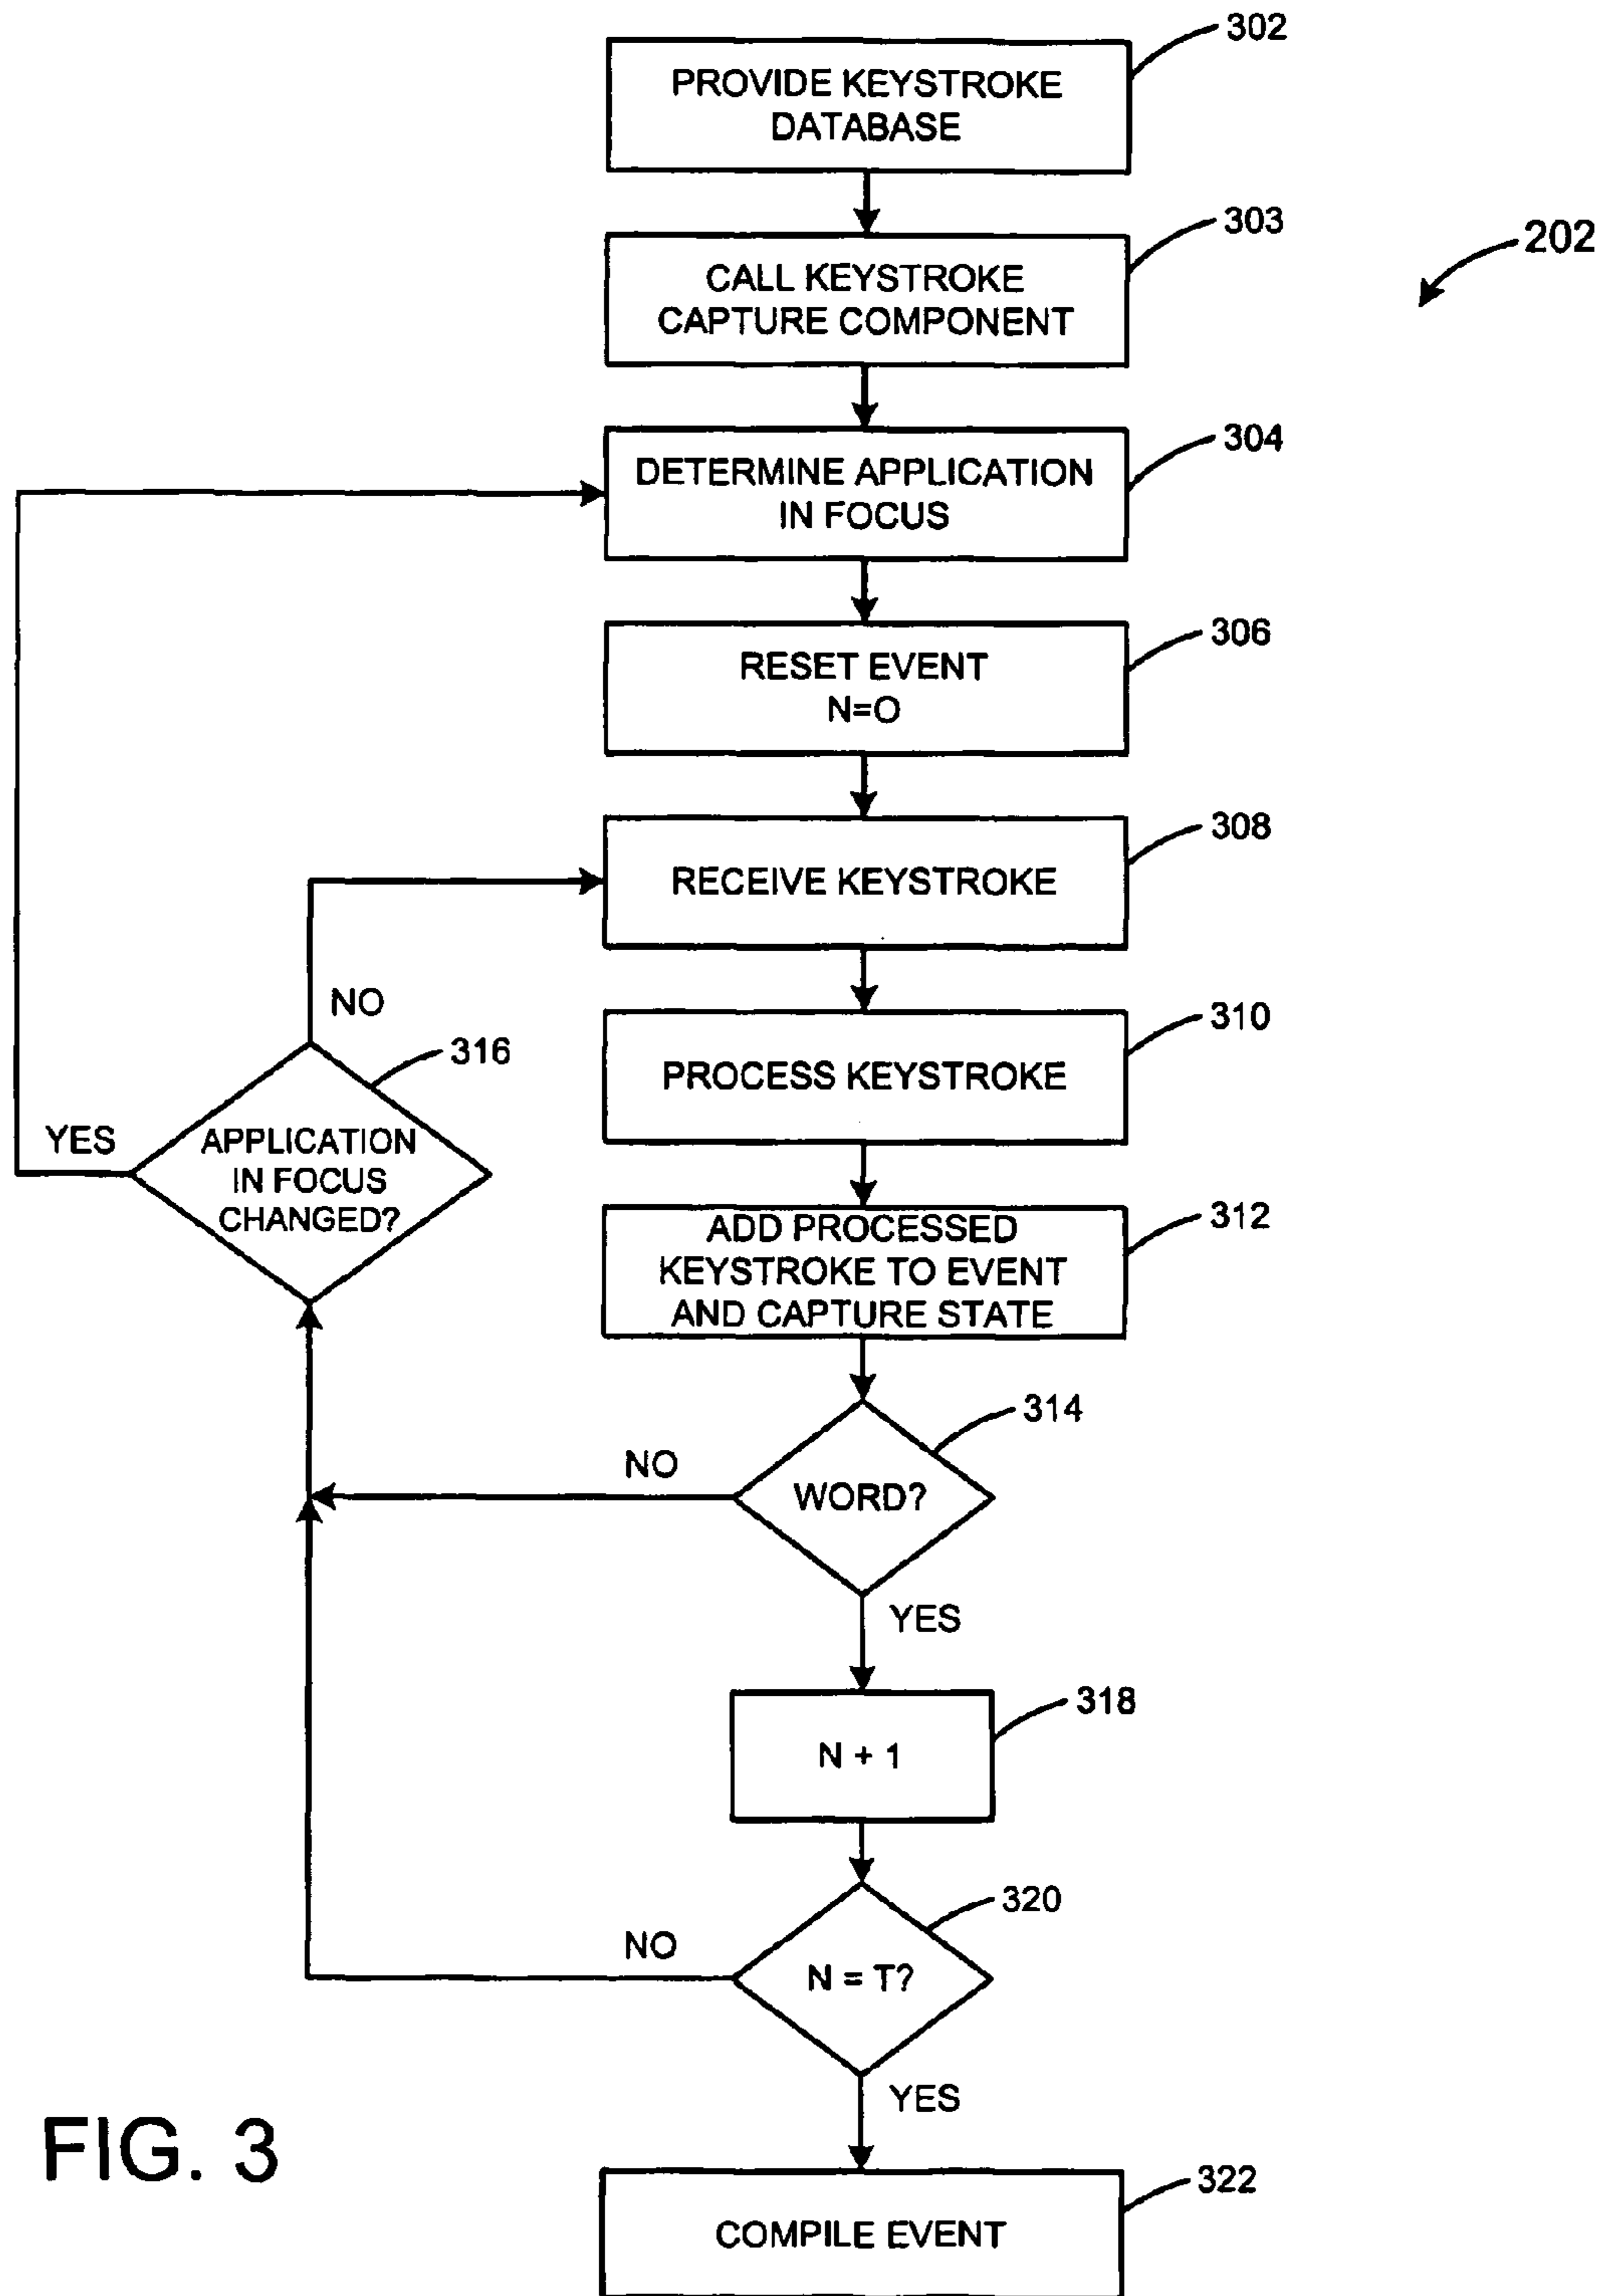 302
PROVIDE KEYSTROKE
DATABASE
303
CALL KEYSTROKE
CAPTURE COMPONENT
202
304
DETERMINE APPLICATION
IN FOCUS
306
RESET EVENT
N=O
308
RECEIVE KEYSTROKE
NO
310
316
PROCESS KEYSTROKE
YES
APPLICATION
IN FOCUS
CHANGED?
312
ADD PROCESSED
KEYSTROKE TO EVENT
AND CAPTURE STATE
314
NO
WORD?
YES
318
N + 1
320
NO
N = T?
YES
FIG. 3
322
COMPILE EVENT